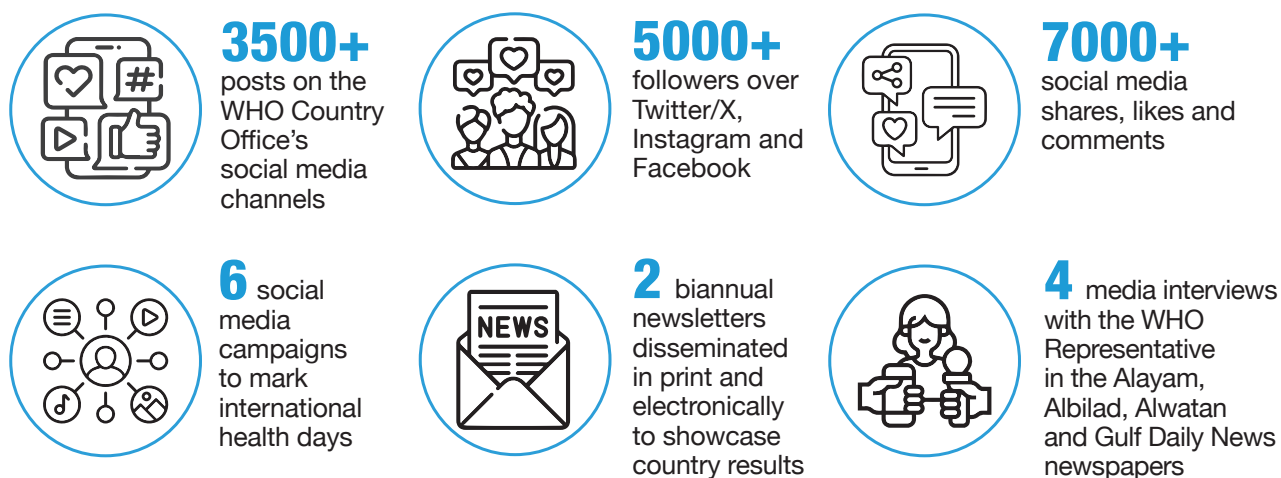 3500+
posts on the
WHO Country
Office's
social media
channels
5000+
followers over
Twitter/X,
Instagram and
Facebook
7000+
social media
shares, likes and
comments
#
6 social
media
campaigns
to mark
international
health days
NEWS
2 biannual
newsletters
disseminated
in print and
electronically
to showcase
country results
4 media interviews
with the WHO
Representative
in the Alayam,
Albilad, Alwatan
and Gulf Daily News
newspapers